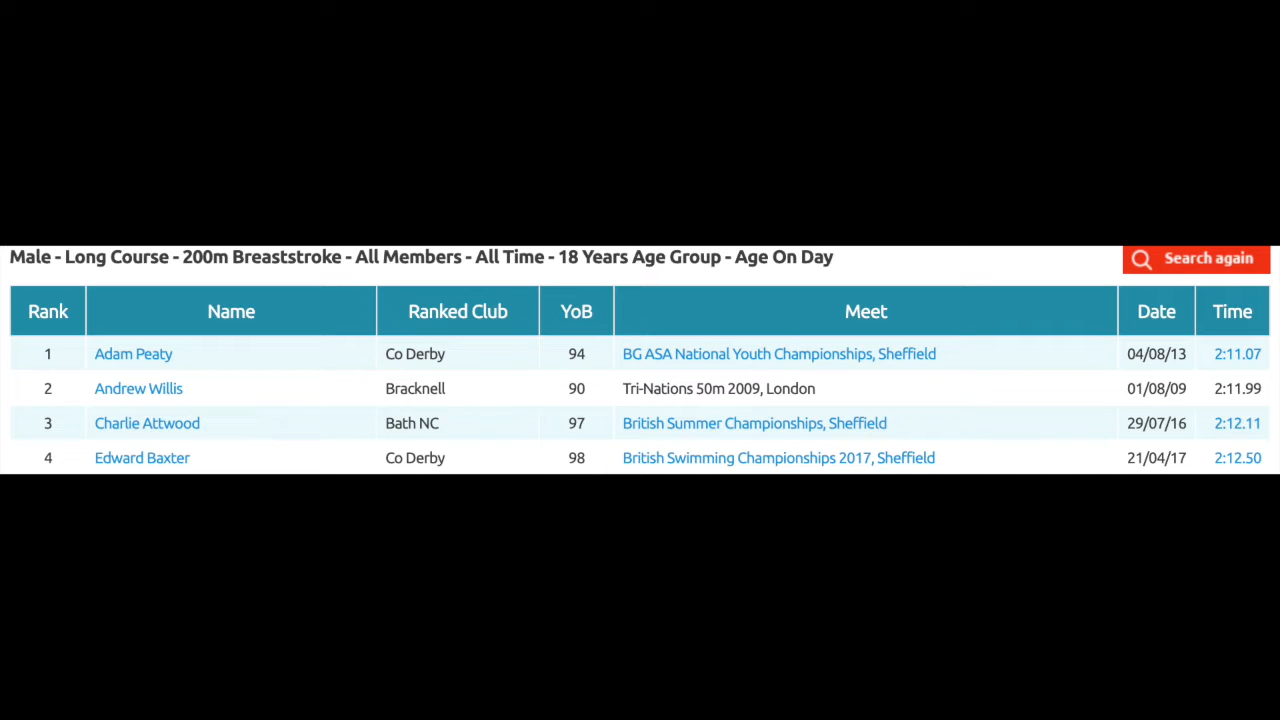 Male - Long Course - 200m Breaststroke - All Members - All Time - 18 Years Age Group - Age On Day Search again
Rank Name Ranked Club YoB Meet Date Time
1 Adam Peaty Co Derby 94 BG ASA National Youth Championships, Sheffield 04/08/13 2:11.07
2 Andrew Willis Bracknell 90 Tri-Nations 50m 2009, London 01/08/09 2:11.99
3 Charlie Attwood Bath NC 97 British Summer Championships, Sheffield 29/07/16 2:12.11
4 Edward Baxter Co Derby 98 British Swimming Championships 2017, Sheffield 21/04/17 2:12.50